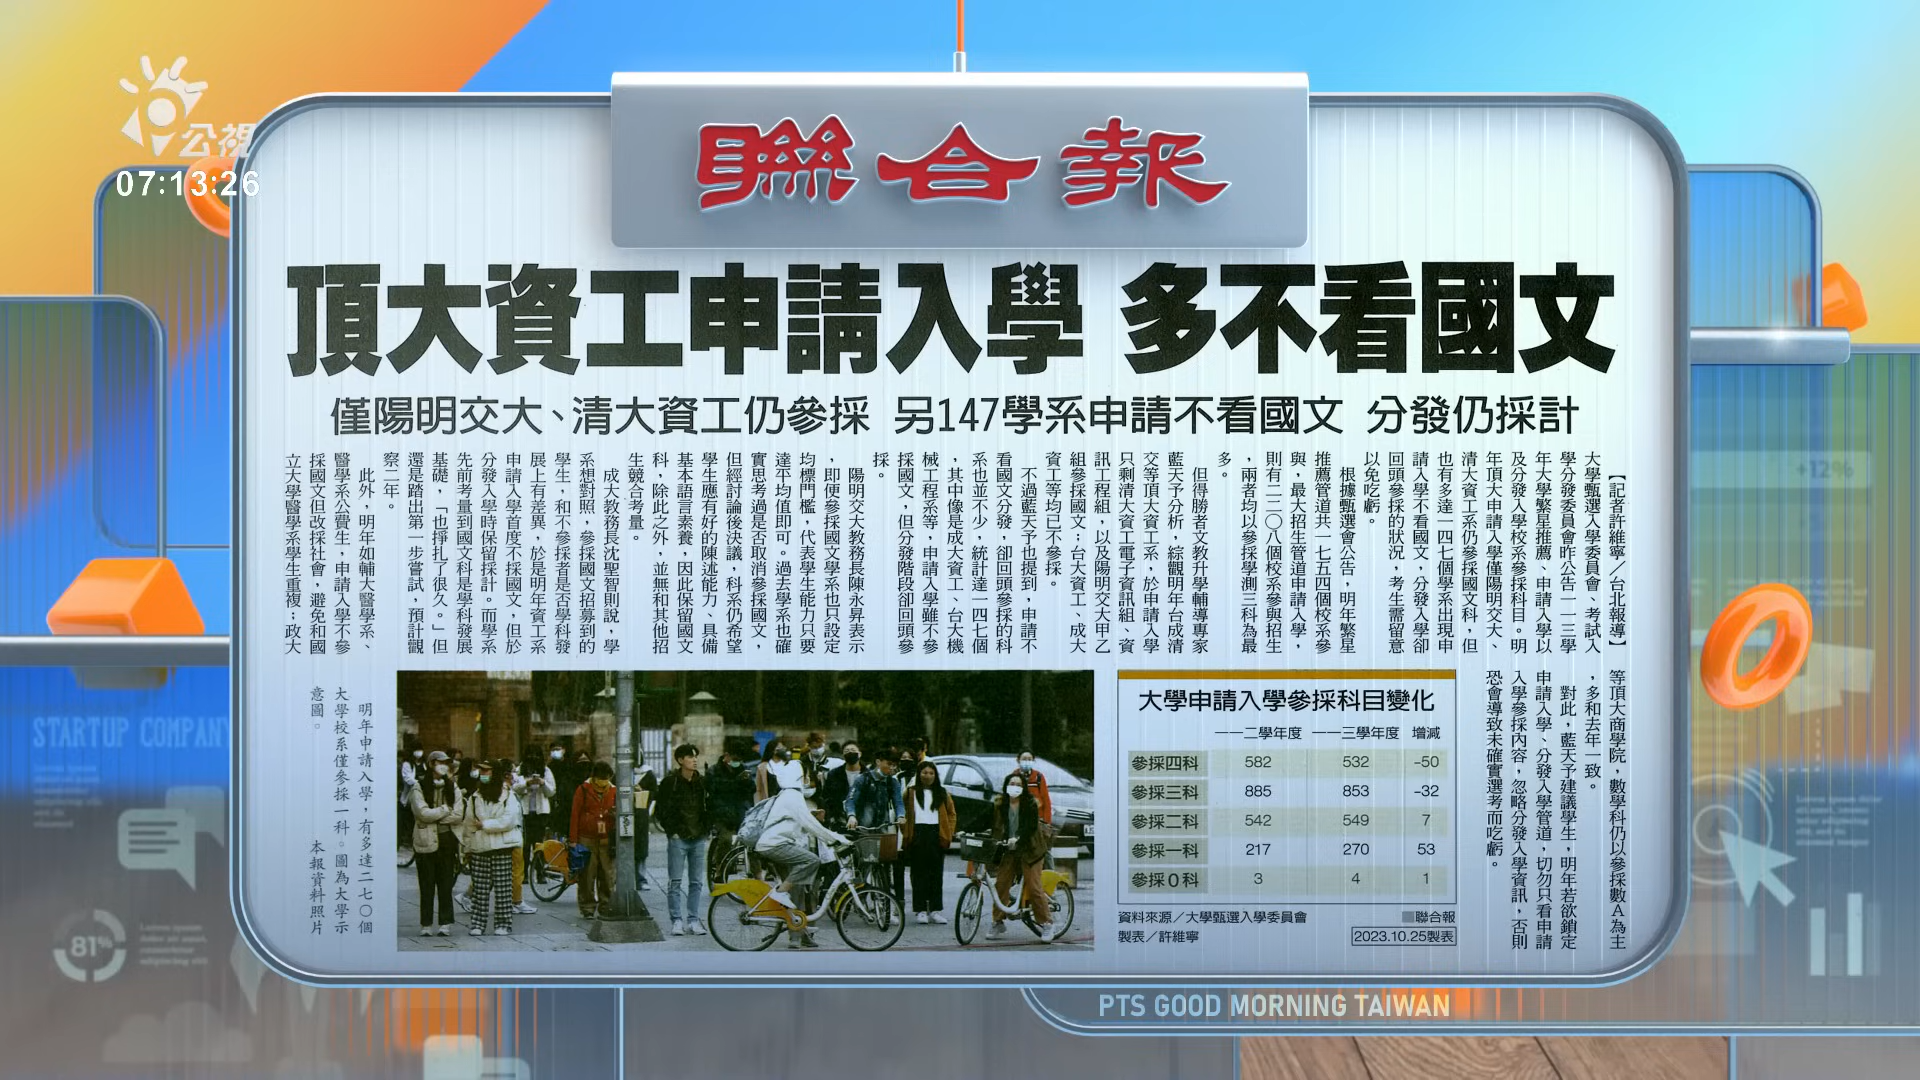 公視
07:13:26
聯合報
頂大資工申請入學 多不看國文
僅陽明交大、清大資工仍參採 另147學系申請不看國文 分發仍採計
【記者許維寧／台北報導】
大學甄選入學委員會、考試入
學分發委員會昨公告一一三學
年大學繁星推薦、申請入學以
及分發入學校系參採科目。明
年頂大申請入學僅陽明交大、
清大資工系仍參採國文科，但
也有多達一四七個學系出現申
請入學不看國文，分發入學卻
回頭參採的狀況，考生需留意
以免吃虧。
根據甄選會公告，明年繁星
推薦管道共一七五四個校系參
與，最大招生管道申請入學，
則有二二〇八個校系參與招生
，兩者均以參採學測三科為最
多。
但得勝者文教升學輔導專家
藍天予分析，綜觀明年台成清
交等頂大資工系，於申請入學
只剩清大資工電子資訊組、資
訊工程組，以及陽明交大甲乙
組參採國文；台大資工、成大
資工等均已不參採。
不過藍天予也提到，申請不
看國文分發，卻回頭參採的科
系也並不少，統計達一四七個
，其中像是成大資工、台大機
械工程系等，申請入學雖不參
採國文，但分發階段卻回頭參
採。
陽明交大教務長陳永昇表示
，即便參採國文學系也只設定
均標門檻，代表學生能力只要
達平均值即可。過去學系也確
實思考過是否取消參採國文，
但經討論後決議，科系仍希望
學生應有好的陳述能力、具備
基本語言素養，因此保留國文
科，除此之外，並無和其他招
生競合考量。
成大教務長沈聖智則說，學
系想對照，參採國文招募到的
學生，和不參採者是否學科發
展上有差異，於是明年資工系
申請入學首度不採國文，但於
分發入學時保留採計。而學系
先前考量到國文科是學科發展
基礎，「也掙扎了很久。」但
還是踏出第一步嘗試，預計觀
察二年。
此外，明年如輔大醫學系、
醫學系公費生，申請入學不參
採國文但改採社會，避免和國
立大學醫學系學生重複；政大
等頂大商學院，數學科仍以參採數A為主
，多和去年一致。
對此，藍天予建議學生，明年若欲鎖定
申請入學、分發入學管道，切勿只看申請
入學參採內容，忽略分發入學資訊，否則
恐會導致未確實選考而吃虧。
大學申請入學參採科目變化
一一二學年度 一一三學年度 增減
參採四科 582 532 -50
參採三科 885 853 -32
參採二科 542 549 7
參採一科 217 270 53
參採0科 3 4 1
資料來源／大學甄選入學委員會
製表／許維寧
聯合報
2023.10.25製表
明年申請入學，有多達二七〇個
大學校系僅參採一科。圖為大學示
意圖。
本報資料照片
STARTUP COMPANY
81%
+12%
PTS GOOD MORNING TAIWAN